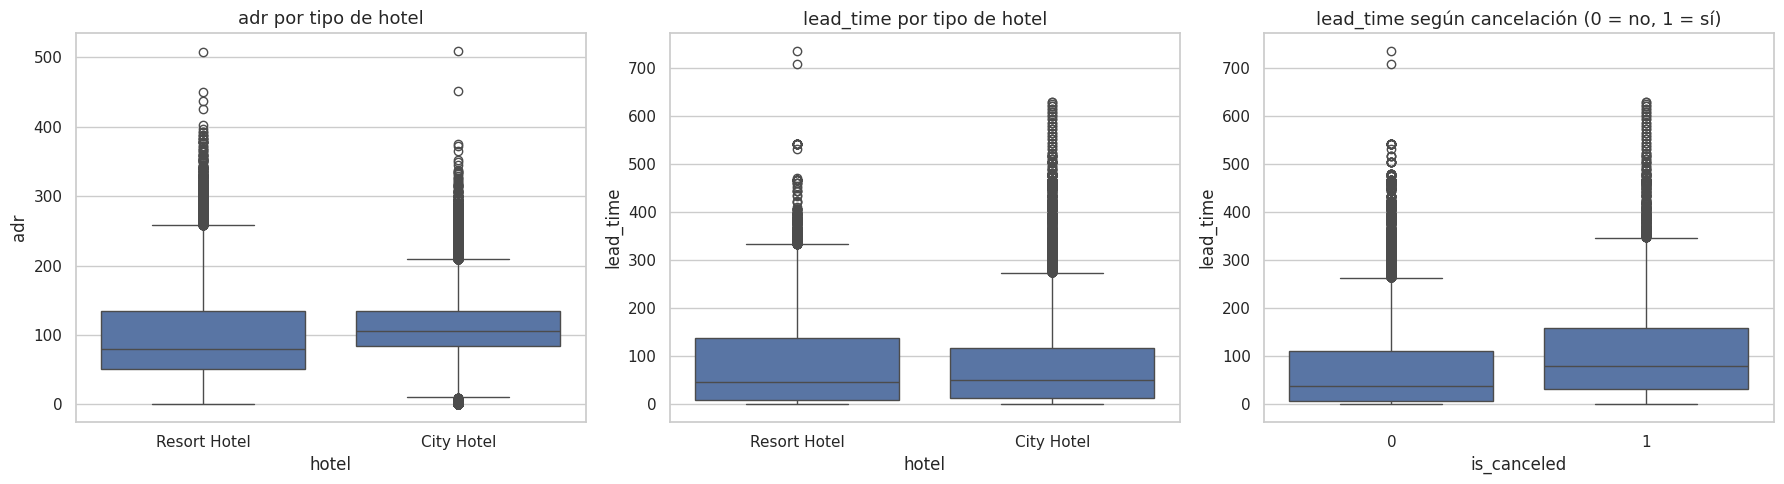 adr por tipo de hotel
500
400
300
200
100
0
adr
Resort Hotel
City Hotel
hotel
lead_time por tipo de hotel
700
600
500
400
300
200
100
0
lead_time
Resort Hotel
City Hotel
hotel
lead_time según cancelación (0 = no, 1 = sí)
700
600
500
400
300
200
100
0
lead_time
0
1
is_canceled